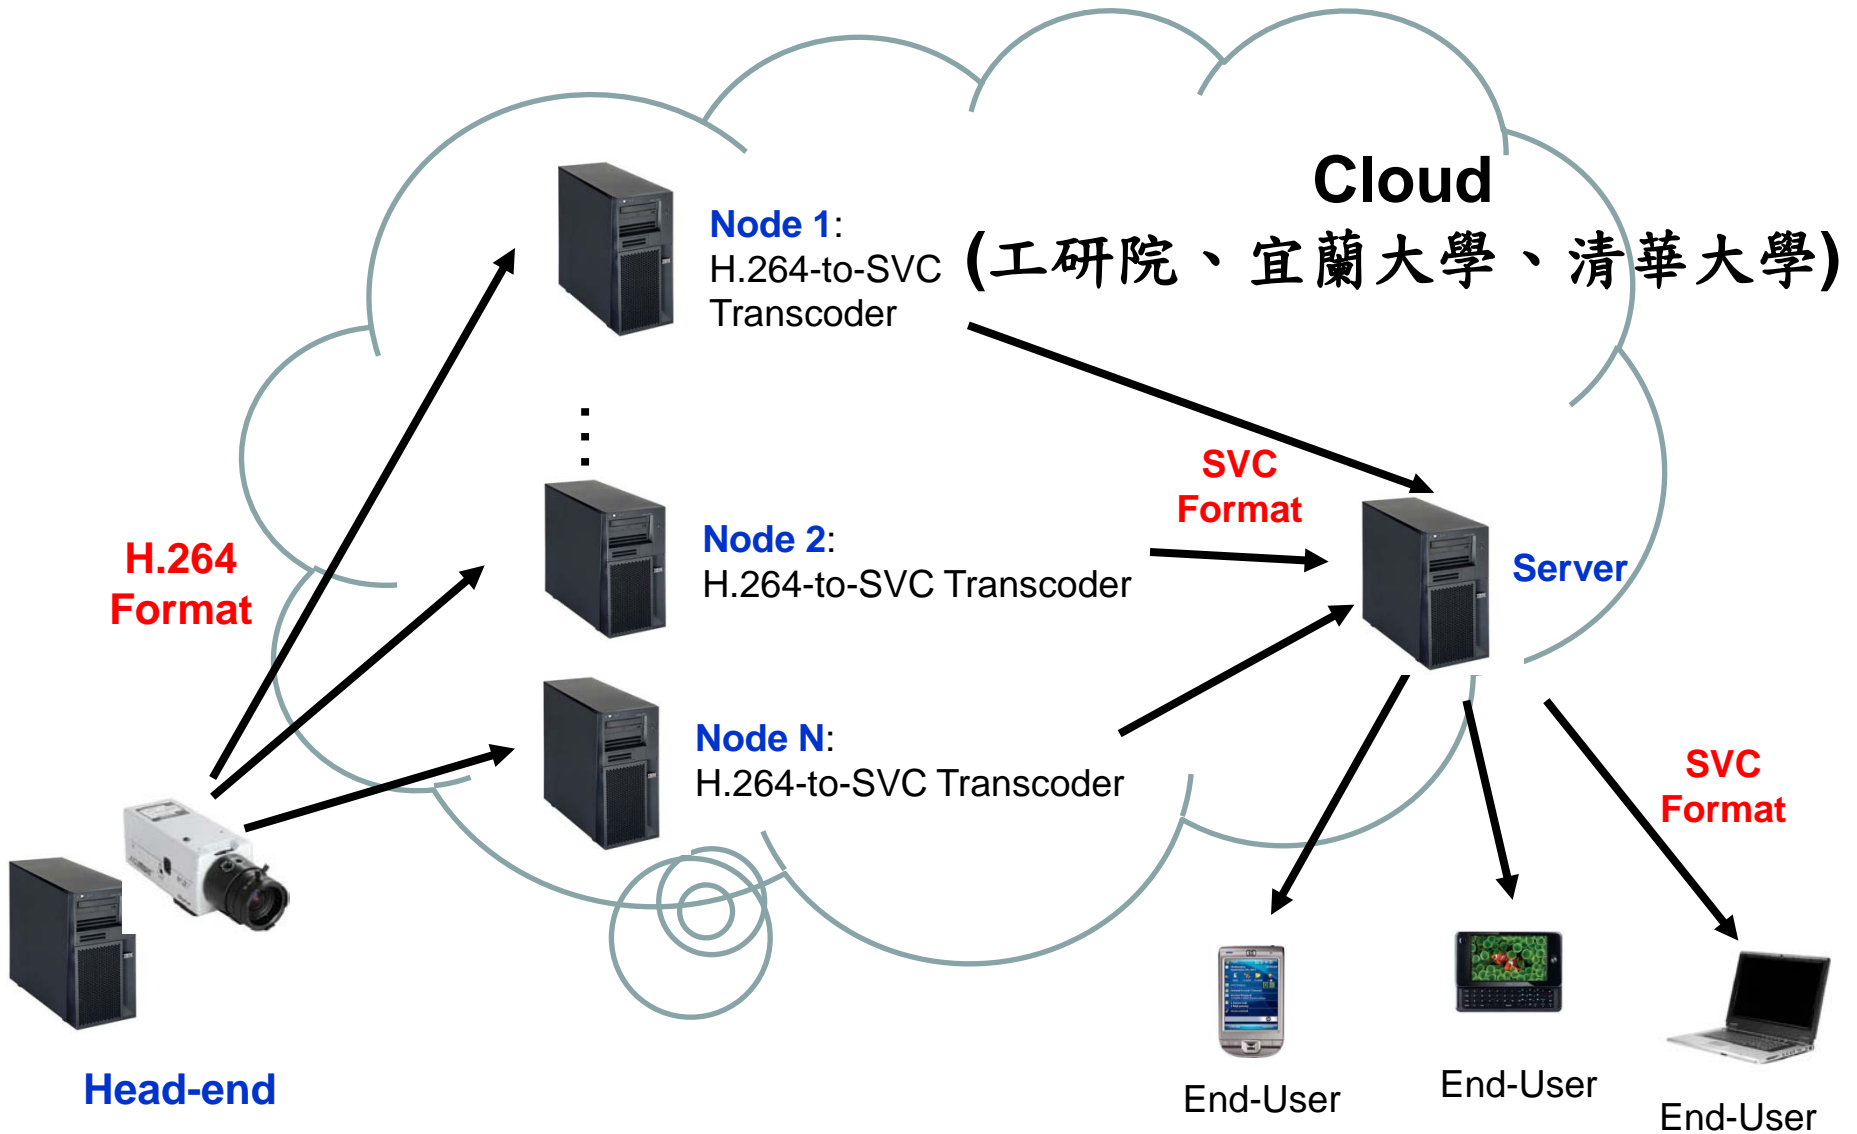 Cloud
(工研院、宜蘭大學、清華大學)
Node 1:
H.264-to-SVC
Transcoder
SVC
Format
Node 2:
H.264-to-SVC Transcoder
Server
H.264
Format
Node N:
H.264-to-SVC Transcoder
SVC
Format
Head-end
End-User
End-User
End-User